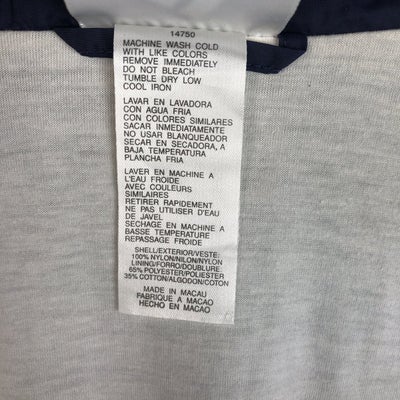 14750
MACHINE WASH COLD
WITH LIKE COLORS
REMOVE IMMEDIATELY
DO NOT BLEACH
TUMBLE DRY LOW
COOL IRON
LAVAR EN LAVADORA
CON AGUA FRIA
CON COLORES SIMILARES
SACAR INMEDIATAMENTE
NO USAR BLANQUEADOR
SECAR EN SECADORA, A
BAJA TEMPERATURA
PLANCHA FRIA
LAVER EN MACHINE A
L'EAU FROIDE
AVEC COULEURS
SIMILAIRES
RETIRER RAPIDEMENT
NE PAS UTILISER D'EAU
DE JAVEL
SECHAGE EN MACHINE A
BASSE TEMPERATURE
REPASSAGE FROIDE
SHELL/EXTERIOR/VESTE:
100% NYLON/NILON/NYLON
LINING/FORRO/DOUBLURE
65% POLYESTER/POLIESTER
35% COTTON/ALGODON/COTON
MADE IN MACAU
FABRIQUE A MACAO
HECHO EN MACAO